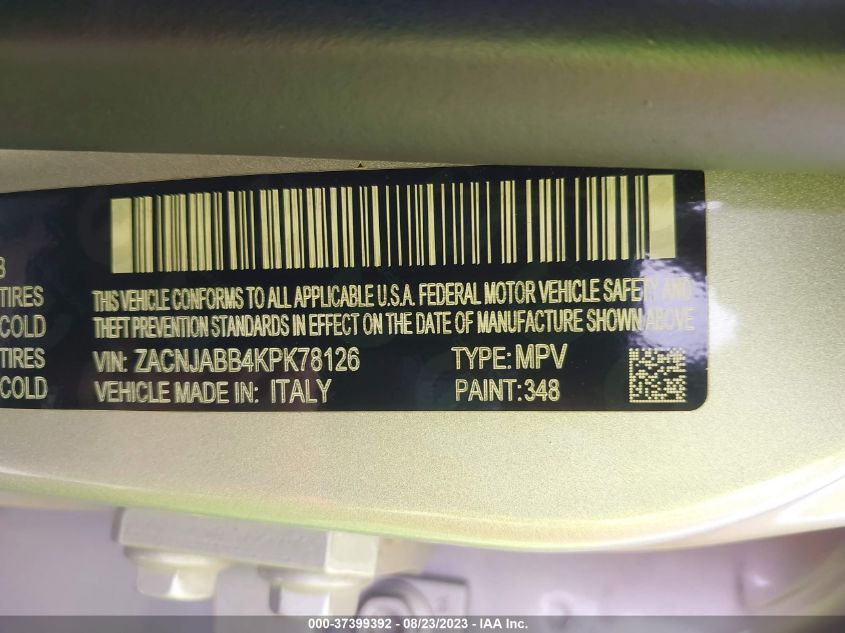 3
TIRES
COLD
TIRES
COLD
THIS VEHICLE CONFORMS TO ALL APPLICABLE U.S.A. FEDERAL MOTOR VEHICLE SAFETY AND
THEFT PREVENTION STANDARDS IN EFFECT ON THE DATE OF MANUFACTURE SHOWN ABOVE
VIN: ZACNJABB4KPK78126 TYPE: MPV
VEHICLE MADE IN: ITALY PAINT: 348
000-37399392 - 08/23/2023 - IAA Inc.